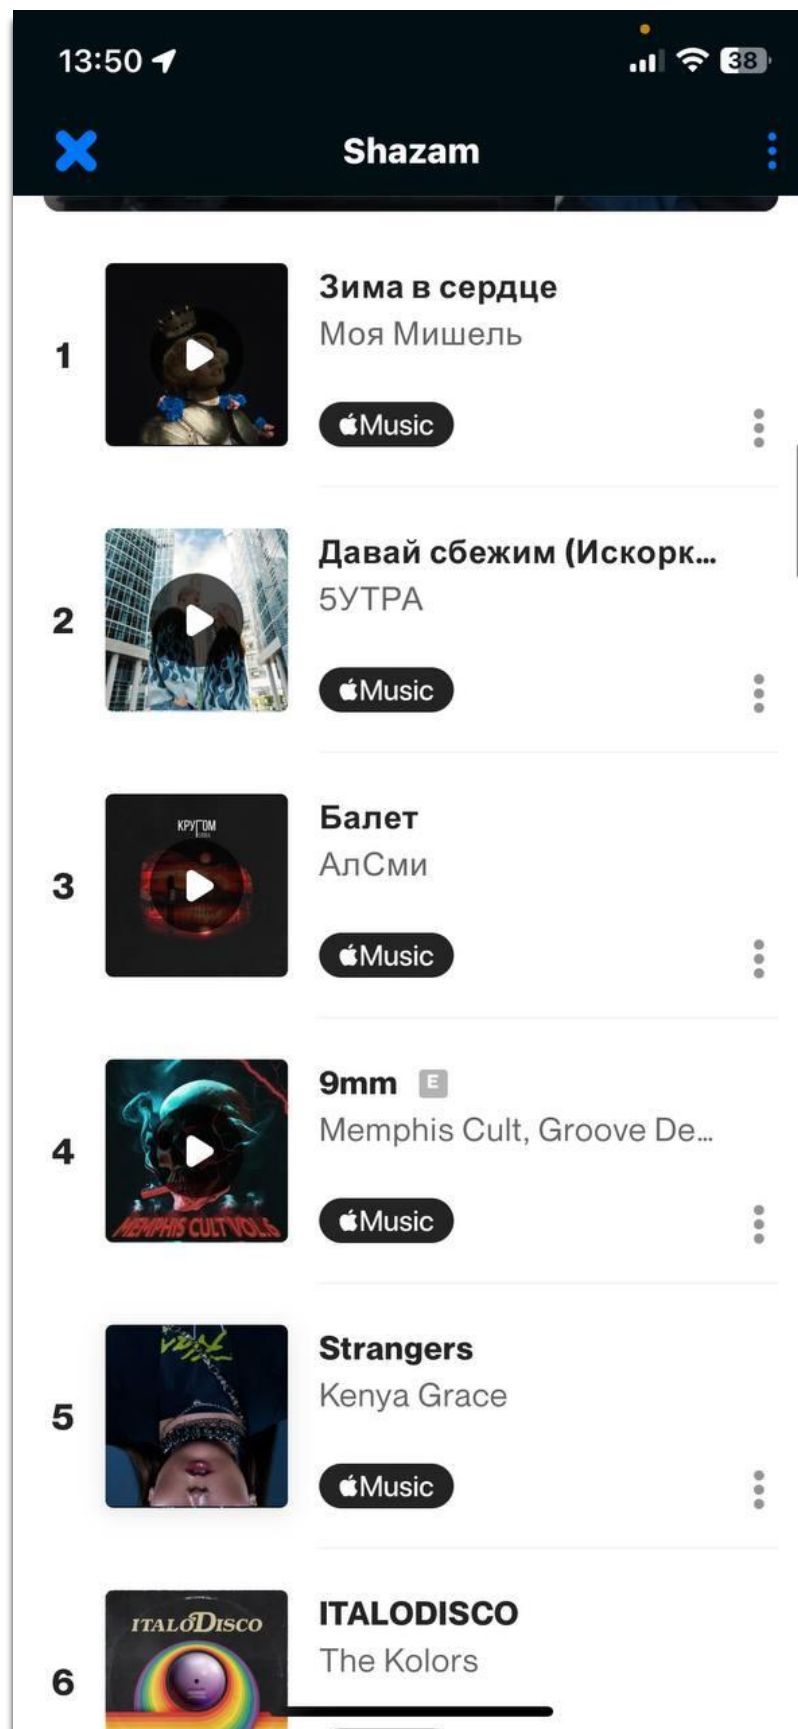 13:50
38
Shazam
1
Зима в сердце
Моя Мишель
Music
2
Давай сбежим (Искорк...
5УТРА
Music
3
КРУГОМ
Балет
АлСми
Music
4
MEMPHIS CULT VOL.6
9mm E
Memphis Cult, Groove De...
Music
5
Strangers
Kenya Grace
Music
6
ITALODISCO
ITALODISCO
The Kolors